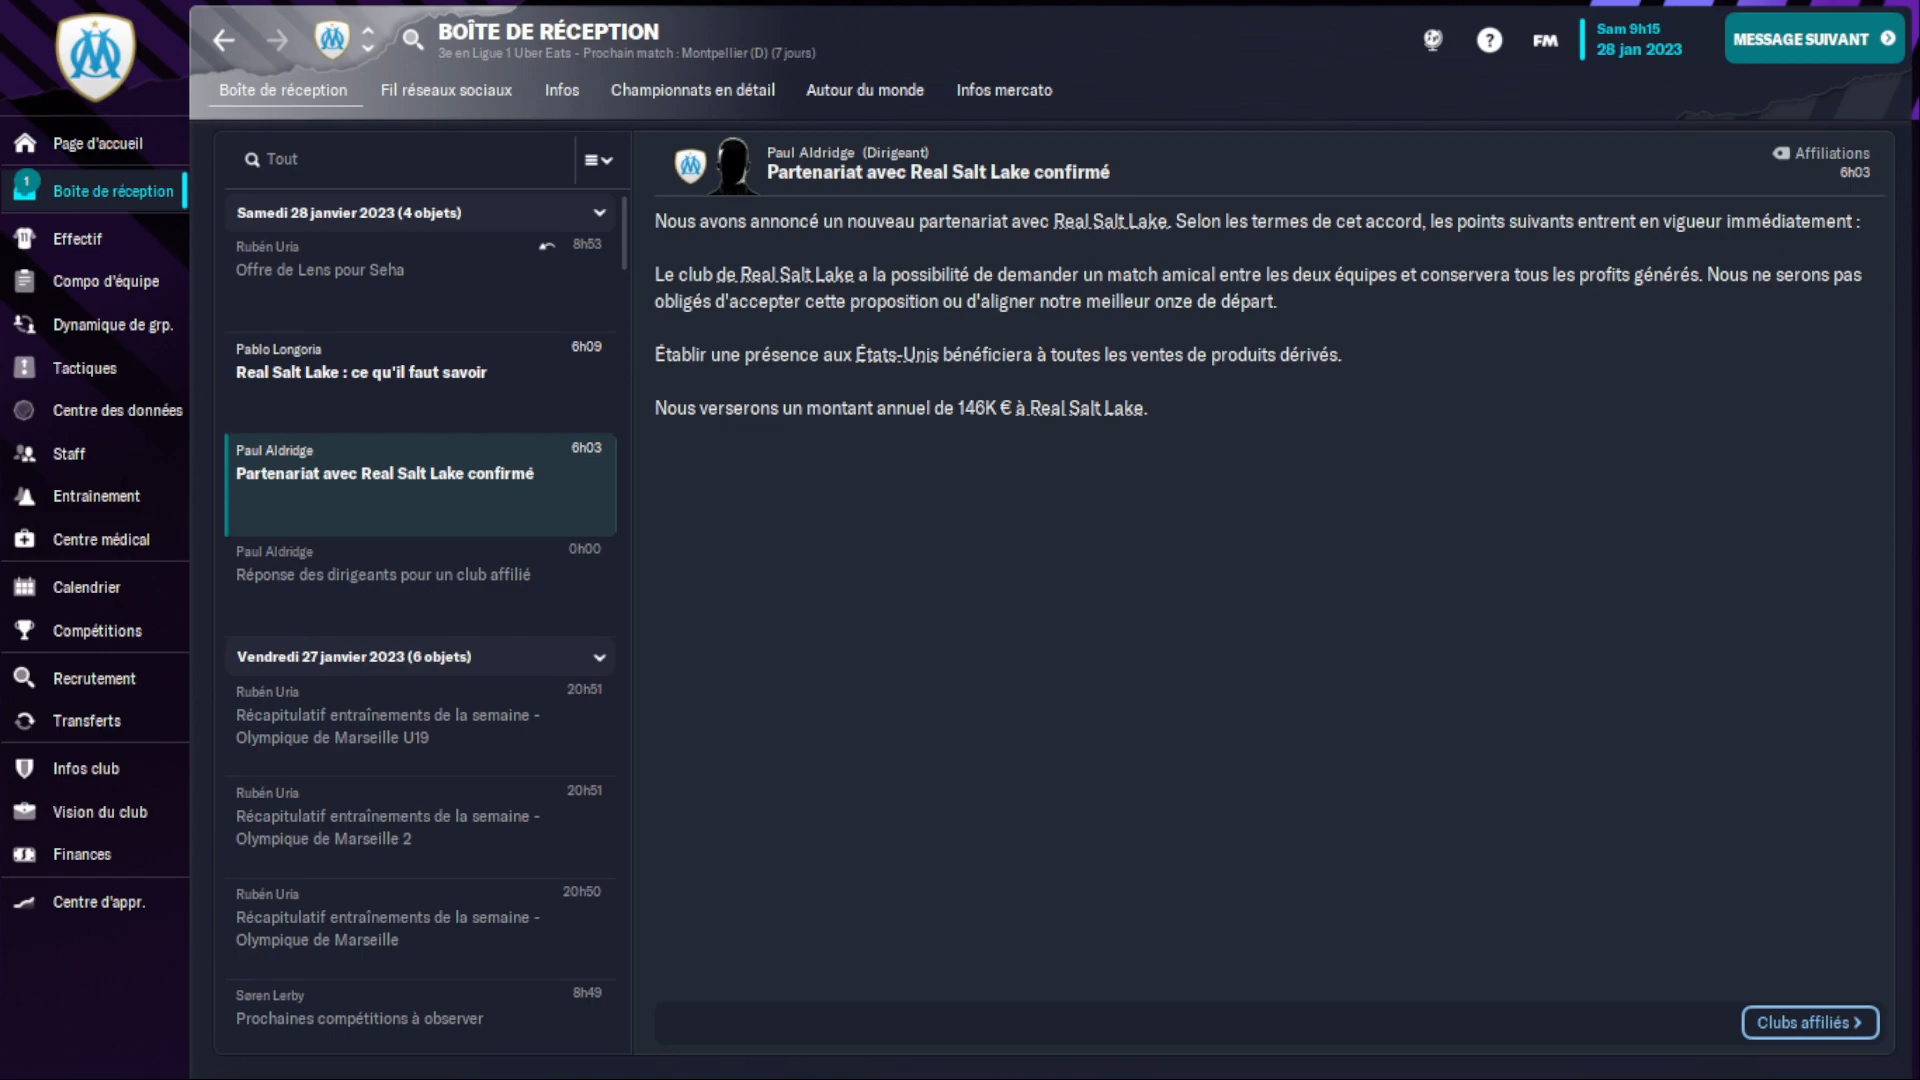 BOÎTE DE RÉCEPTION
3e en Ligue 1 Uber Eats - Prochain match : Montpellier (D) (7 jours)
FM
Sam 9h15
28 jan 2023
MESSAGE SUIVANT
Boîte de réception
Fil réseaux sociaux
Infos
Championnats en détail
Autour du monde
Infos mercato
Page d'accueil
1
Boîte de réception
Effectif
Compo d'équipe
Dynamique de grp.
Tactiques
Centre des données
Staff
Entraînement
Centre médical
Calendrier
Compétitions
Recrutement
Transferts
Infos club
Vision du club
Finances
Centre d'appr.
Tout
Samedi 28 janvier 2023 (4 objets)
Rubén Uria
8h53
Offre de Lens pour Seha
Pablo Longoria
6h09
Real Salt Lake : ce qu'il faut savoir
Paul Aldridge
6h03
Partenariat avec Real Salt Lake confirmé
Paul Aldridge
0h00
Réponse des dirigeants pour un club affilié
Vendredi 27 janvier 2023 (6 objets)
Rubén Uria
20h51
Récapitulatif entraînements de la semaine -
Olympique de Marseille U19
Rubén Uria
20h51
Récapitulatif entraînements de la semaine -
Olympique de Marseille 2
Rubén Uria
20h50
Récapitulatif entraînements de la semaine -
Olympique de Marseille
Søren Lerby
8h49
Prochaines compétitions à observer
Paul Aldridge (Dirigeant)
Partenariat avec Real Salt Lake confirmé
Affiliations
6h03
Nous avons annoncé un nouveau partenariat avec Real Salt Lake. Selon les termes de cet accord, les points suivants entrent en vigueur immédiatement :
Le club de Real Salt Lake a la possibilité de demander un match amical entre les deux équipes et conservera tous les profits générés. Nous ne serons pas
obligés d'accepter cette proposition ou d'aligner notre meilleur onze de départ.
Établir une présence aux États-Unis bénéficiera à toutes les ventes de produits dérivés.
Nous verserons un montant annuel de 146K € à Real Salt Lake.
Clubs affiliés